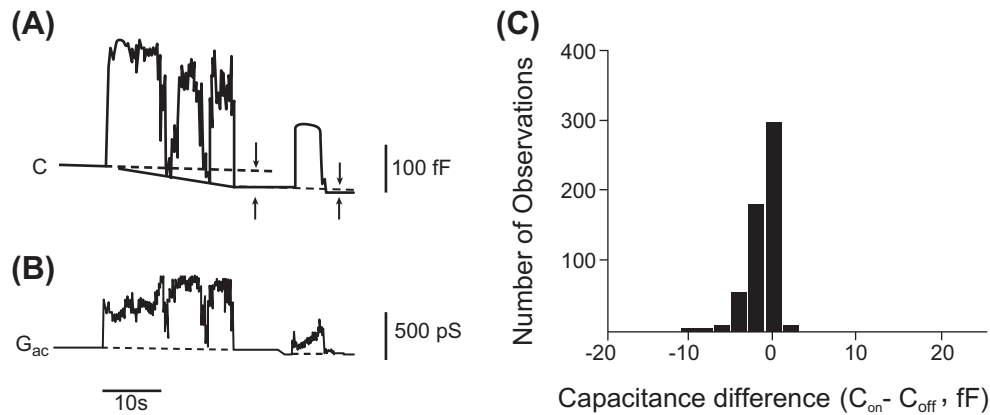 (A)
C
100 fF
(B)
Gac
500 pS
10s
(C)
Number of Observations
400
300
200
100
-20
-10
0
10
20
Capacitance difference (Con- Coff, fF)